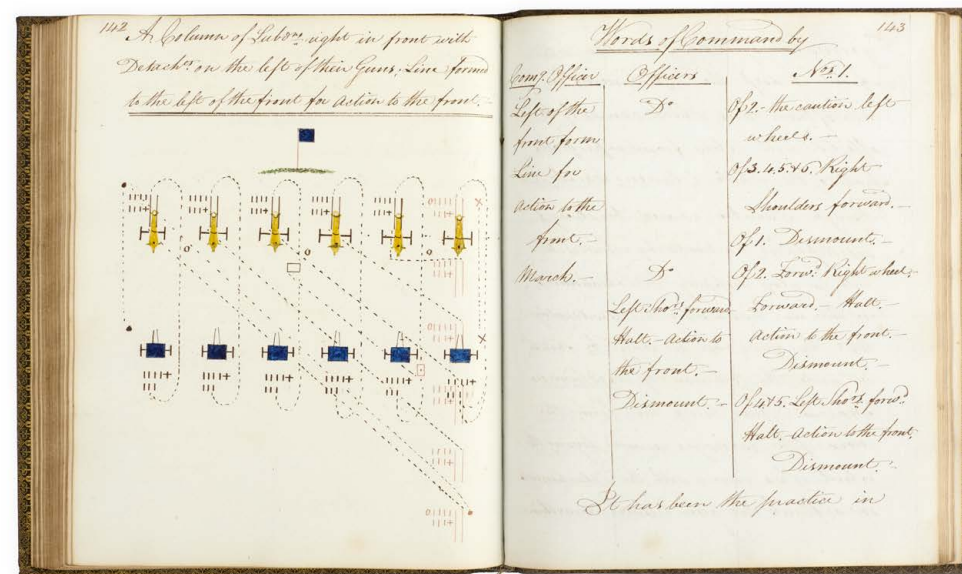 142
A Column of Subdns. right in front with
Detachts. on the left of their Guns; Line formed
to the left of the front for Action to the front.—
143
Words of Command by
Comg. Officer
Left of the
front form
Line for
Action to the
front.—
March.—
Officers
Do
Do
Left Shors. forward.
Halt.—Action to
the front.—
Dismount.—
Nos. 1.
Of 2.—the caution left
wheels.—
Of 3.4.5.&6. Right
Shoulders forward.—
Of 1. Dismount.—
Of 2. Forwd. Right wheel—
Forward.—Halt.—
Action to the front.—
Dismount.—
Of 4.&5. Left Shors. forwd.
Halt.—Action to the front.
Dismount.—
It has been the practice in